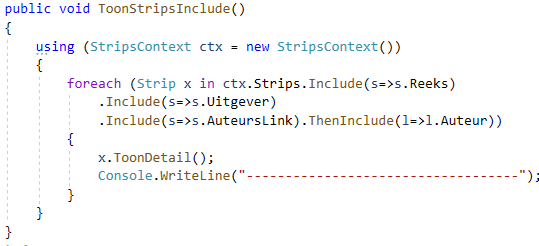 public void ToonStripsInclude()
{
using (StripsContext ctx = new StripsContext())
{
foreach (Strip x in ctx.Strips.Include(s=>s.Reeks)
.Include(s=>s.Uitgever)
.Include(s=>s.AuteursLink).ThenInclude(l=>l.Auteur))
{
x.ToonDetail();
Console.WriteLine("-----------------------------------");
}
}
}